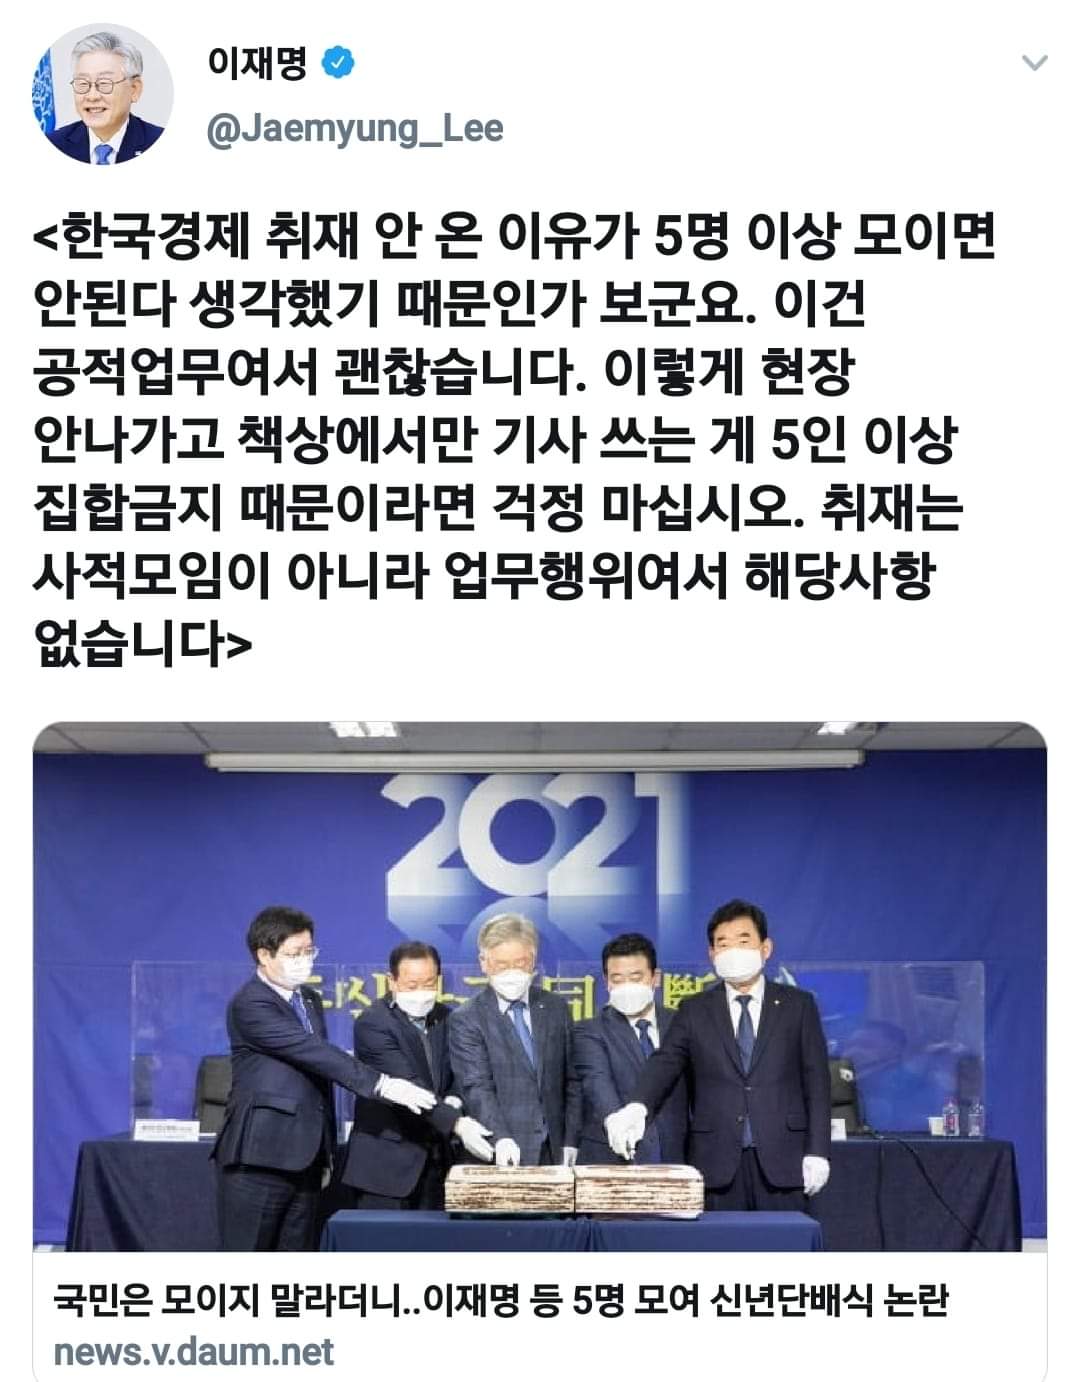 이재명
@Jaemyung_Lee
<한국경제 취재 안 온 이유가 5명 이상 모이면
안된다 생각했기 때문인가 보군요. 이건
공적업무여서 괜찮습니다. 이렇게 현장
안나가고 책상에서만 기사 쓰는 게 5인 이상
집합금지 때문이라면 걱정 마십시오. 취재는
사적모임이 아니라 업무행위여서 해당사항
없습니다>
2021
국민은 모이지 말라더니..이재명 등 5명 모여 신년단배식 논란
news.v.daum.net